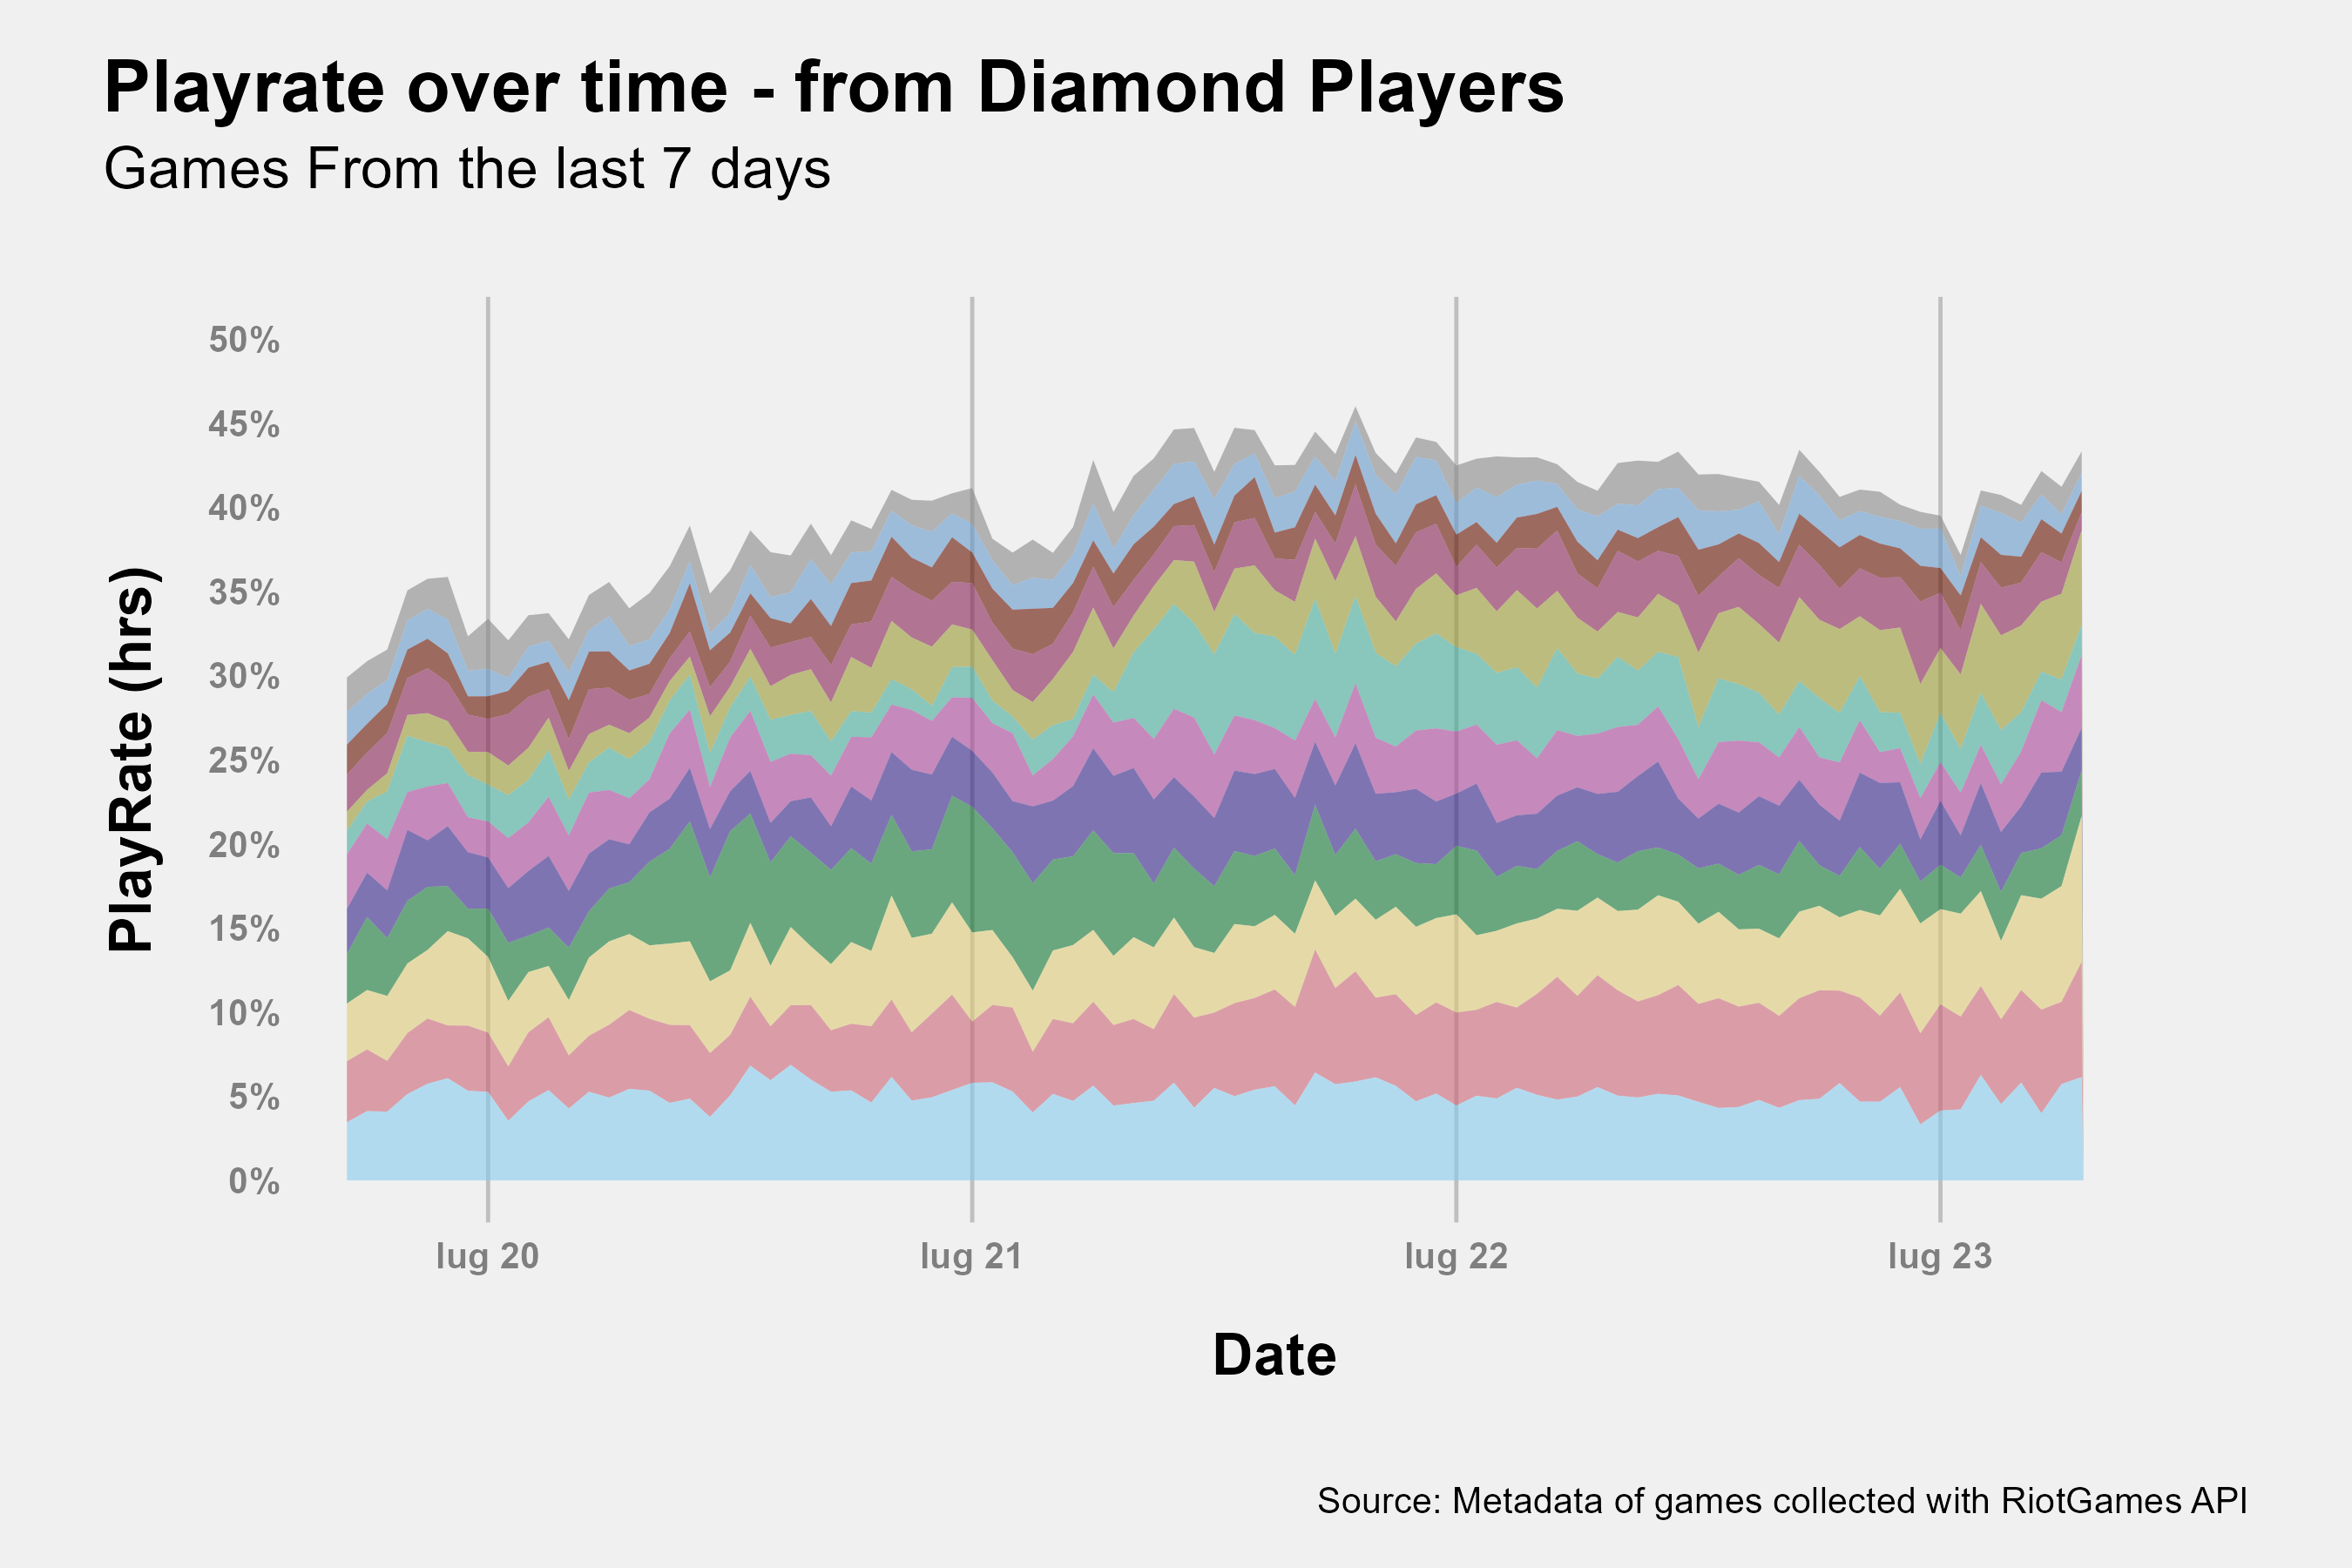 Playrate over time - from Diamond Players
Games From the last 7 days
PlayRate (hrs)
50%
45%
40%
35%
30%
25%
20%
15%
10%
5%
0%
lug 20 lug 21 lug 22 lug 23
Date
Source: Metadata of games collected with RiotGames API